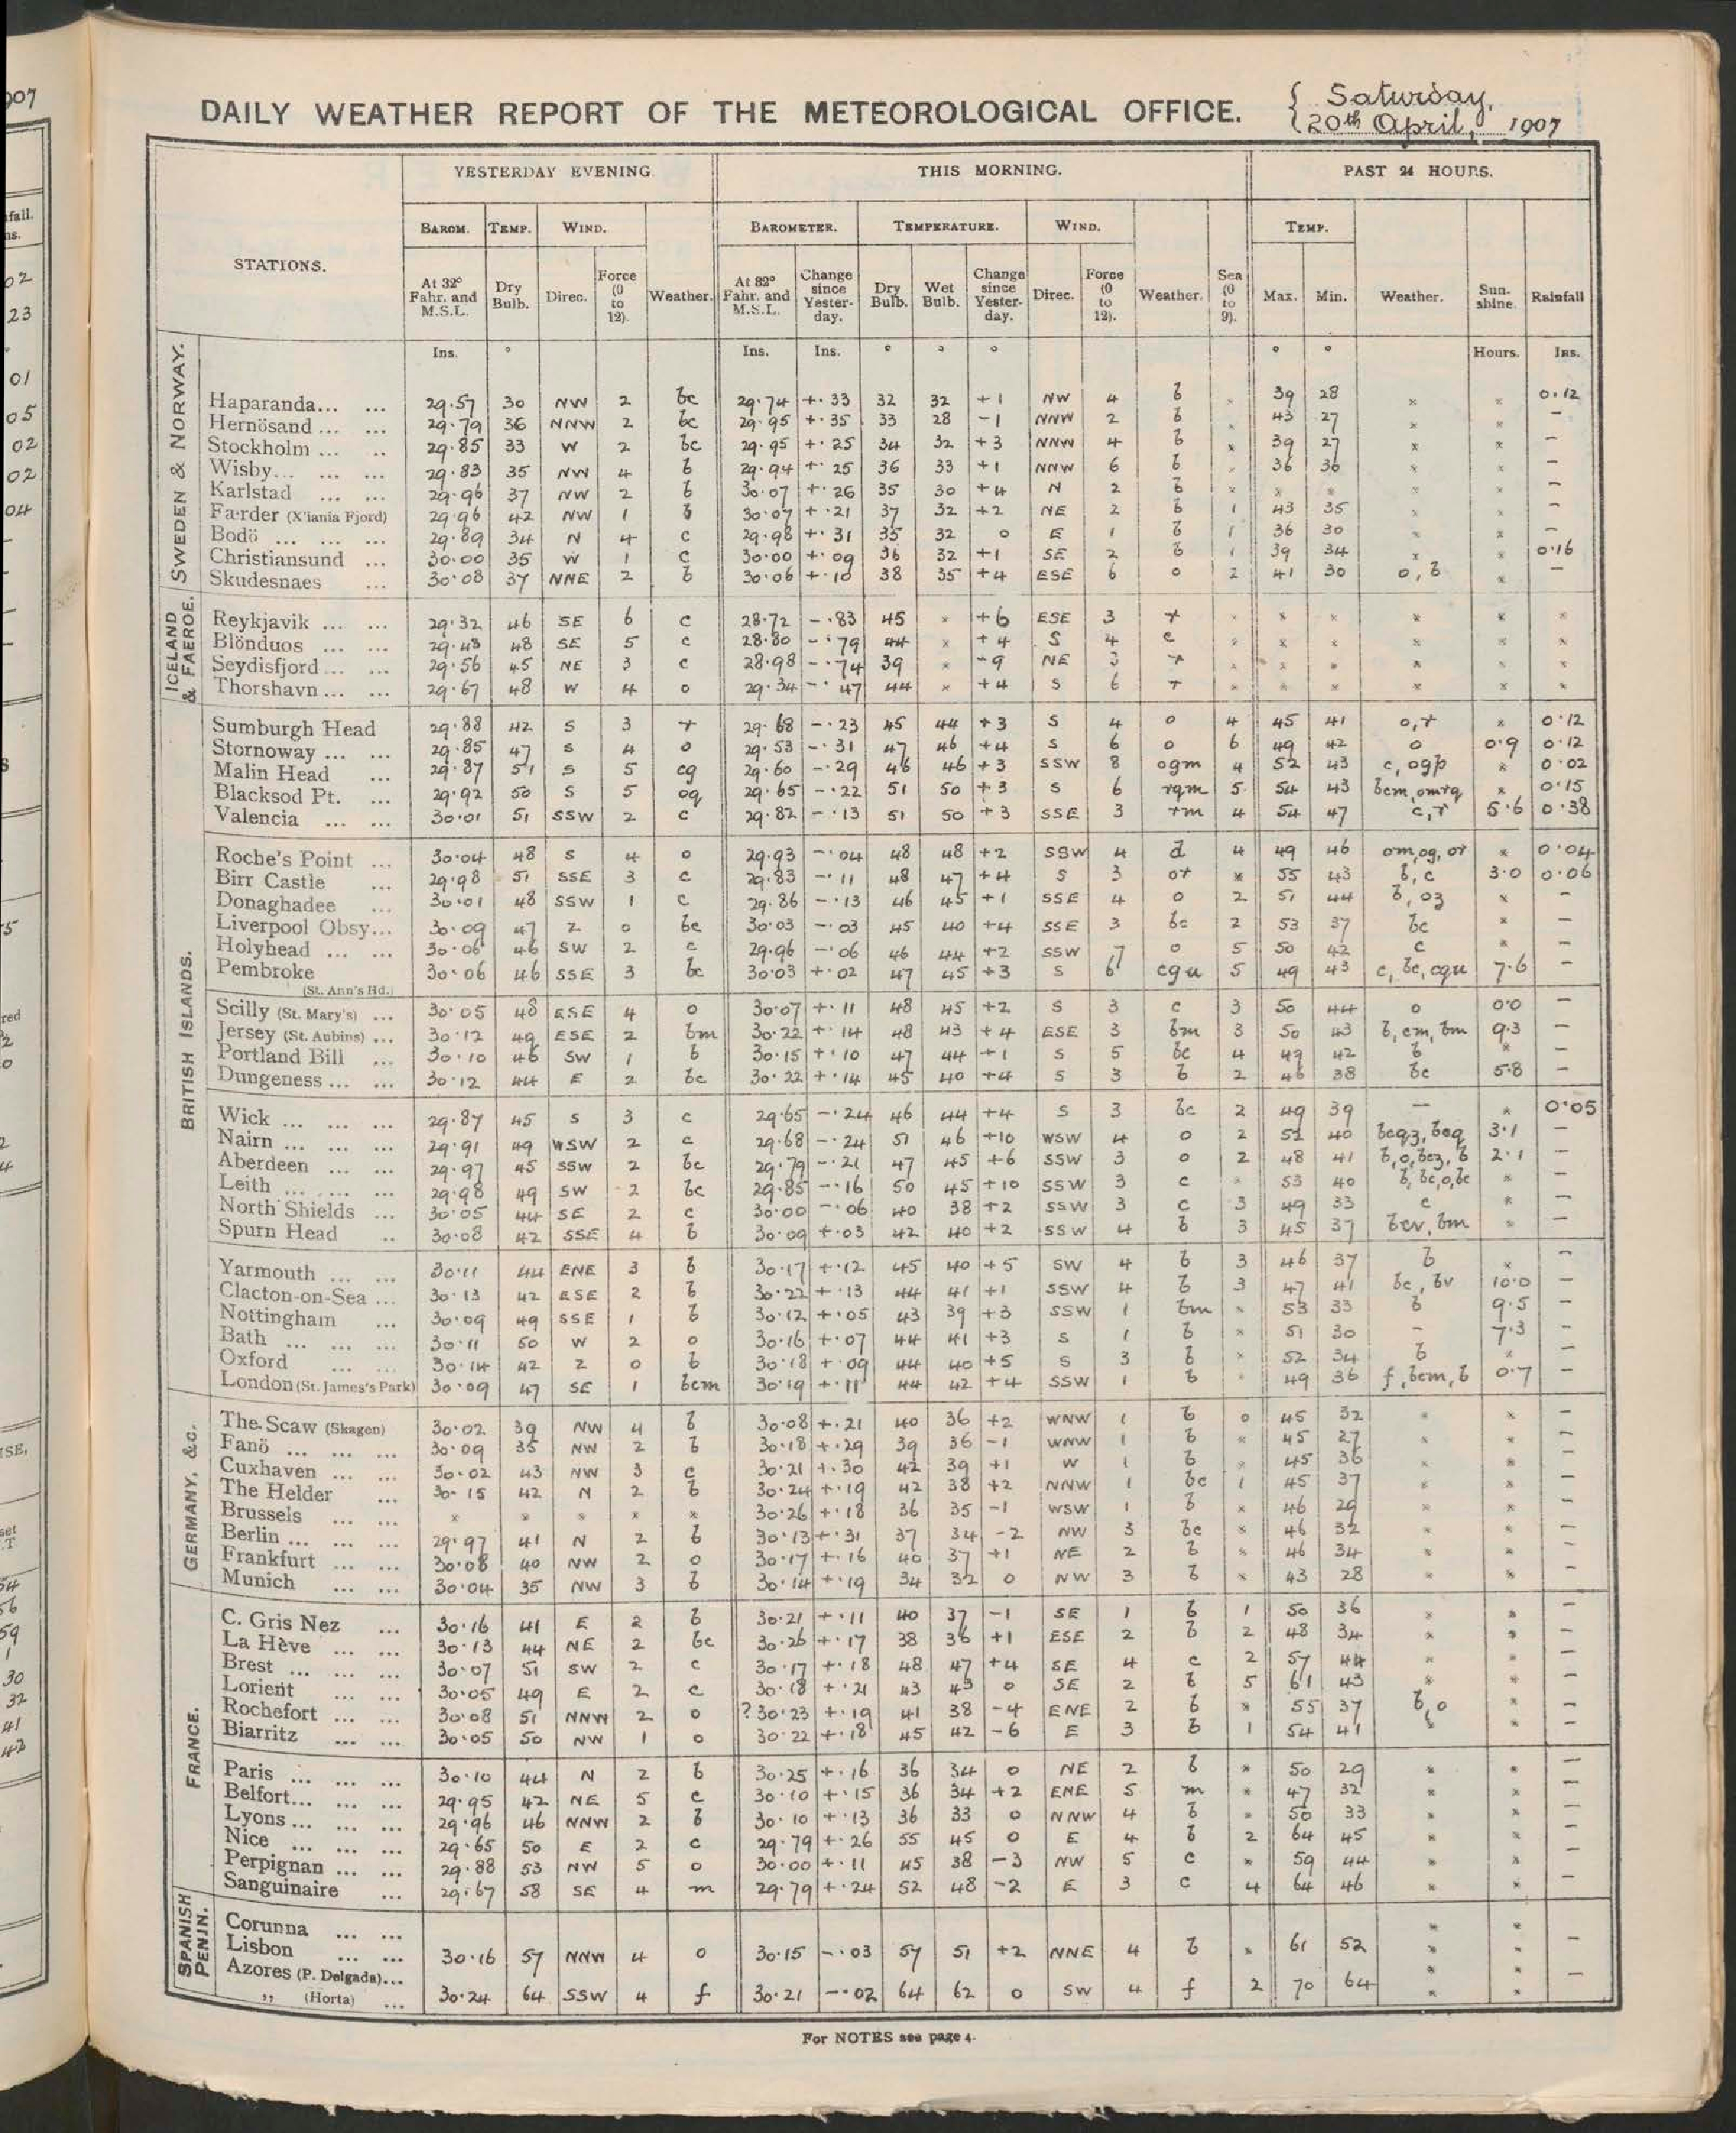 DAILY WEATHER REPORT OF THE METEOROLOGICAL OFFICE. { Saturday,
{ 20th April, 1907
YESTERDAY EVENING. THIS MORNING. PAST 24 HOURS.
STATIONS. BAROM. TEMP. WIND. Weather. BAROMETER. TEMPERATURE. WIND. Weather. Sea (0 to 9). TEMP. Weather. Sunshine. Rainfall
At 32° Fahr. and M.S.L. Dry Bulb. Direc. Force (0 to 12). At 32° Fahr. and M.S.L. Change since Yesterday. Dry Bulb. Wet Bulb. Change since Yesterday. Direc. Force (0 to 12). Max. Min.
Ins. ° Ins. Ins. ° ° ° ° ° Hours. Ins.
SWEDEN & NORWAY.
Haparanda... ... 29.57 30 NW 2 bc 29.74 +.33 32 32 +1 NW 4 b × 39 28 × × 0.12
Hernösand ... ... 29.79 36 NNW 2 bc 29.95 +.35 33 28 -1 NNW 2 b × 43 27 × × -
Stockholm ... .. 29.85 33 W 2 bc 29.95 +.25 34 32 +3 NNW 4 b × 39 27 × × -
Wisby... ... ... 29.83 35 NW 4 b 29.94 +.25 36 33 +1 NNW 6 b × 36 30 × × -
Karlstad ... ... 29.96 37 NW 2 b 30.07 +.26 35 30 +4 N 2 b × × × × × -
Færder (X'iania Fjord) 29.96 42 NW 1 b 30.07 +.21 37 32 +2 NE 2 b 1 43 35 × × -
Bodö ... ... ... 29.89 34 N 4 c 29.98 +.31 35 32 0 E 1 b 1 36 30 × × -
Christiansund ... 30.00 35 W 1 c 30.00 +.09 36 32 +1 SE 2 b 1 39 34 × × 0.16
Skudesnaes ... 30.08 37 NNE 2 b 30.06 +.10 38 35 +4 ESE 6 o 2 41 30 o, b × -
ICELAND & FAEROE.
Reykjavik ... ... 29.32 46 SE 6 c 28.72 -.83 45 × +6 ESE 3 r × × × × × ×
Blönduos ... ... 29.43 48 SE 5 c 28.80 -.79 44 × +4 S 4 c × × × × × ×
Seydisfjord ... ... 29.56 45 NE 3 c 28.98 -.74 39 × -9 NE 3 r × × × × × ×
Thorshavn ... ... 29.67 48 W 4 o 29.34 -.47 44 × +4 S 6 r × × × × × ×
BRITISH ISLANDS.
Sumburgh Head 29.88 42 S 3 r 29.68 -.23 45 44 +3 S 4 o 4 45 41 o,r × 0.12
Stornoway ... ... 29.85 47 S 4 o 29.53 -.31 47 46 +4 S 6 o 6 49 42 o 0.9 0.12
Malin Head ... 29.87 51 S 5 cg 29.60 -.29 46 46 +3 SSW 8 ogm 4 52 43 c, ogp × 0.02
Blacksod Pt. ... 29.92 50 S 5 oq 29.65 -.22 51 50 +3 S 6 rqm 5 54 43 bcm, omrq × 0.15
Valencia ... ... 30.01 51 SSW 2 c 29.82 -.13 51 50 +3 SSE 3 rm 4 54 47 c, r 5.6 0.38
Roche's Point ... 30.04 48 S 4 o 29.93 -.04 48 48 +2 SSW 4 d 4 49 46 om, og, or × 0.04
Birr Castle ... 29.98 51 SSE 3 c 29.83 -.11 48 47 +4 S 3 or × 55 43 b, c 3.0 0.06
Donaghadee ... 30.01 48 SSW 1 c 29.86 -.13 46 45 +1 SSE 4 o 2 51 44 b, oz × -
Liverpool Obsy... 30.09 47 Z 0 bc 30.03 -.03 45 40 +4 SSE 3 bc 2 53 37 bc × -
Holyhead ... ... 30.06 46 SW 2 c 29.96 -.06 46 44 +2 SSW 7 o 5 50 42 c × -
Pembroke (St. Ann's Hd.) 30.06 46 SSE 3 bc 30.03 +.02 47 45 +3 S 6 cqu 5 49 43 c, bc, cqu 7.6 -
Scilly (St. Mary's) ... 30.05 48 ESE 4 o 30.07 +.11 48 45 +2 S 3 c 3 50 44 o 0.0 -
Jersey (St. Aubins) ... 30.12 49 ESE 2 bm 30.22 +.14 48 43 +4 ESE 3 bm 3 50 43 b, cm, bm 9.3 -
Portland Bill ... 30.10 46 SW 1 b 30.15 +.10 47 44 +1 S 5 bc 4 49 42 b × -
Dungeness ... ... 30.12 44 E 2 bc 30.22 +.14 45 40 +4 S 3 b 2 46 38 bc 5.8 -
Wick ... ... ... 29.87 45 S 3 c 29.65 -.24 46 44 +4 S 3 bc 2 49 39 - × 0.05
Nairn ... ... ... 29.91 49 WSW 2 c 29.68 -.24 51 46 +10 WSW 4 o 2 52 40 bcqz, boq 3.1 -
Aberdeen ... ... 29.97 45 SSW 2 bc 29.79 -.21 47 45 +6 SSW 3 o 2 48 41 b,o,bcz, b 2.1 -
Leith ... ... ... 29.98 49 SW 2 bc 29.85 -.16 50 45 +10 SSW 3 c × 53 40 b, bc,o,bc × -
North Shields ... 30.05 44 SE 2 c 30.00 -.06 40 38 +2 SSW 3 c 3 49 33 c × -
Spurn Head .. 30.08 42 SSE 4 b 30.09 +.03 42 40 +2 SSW 4 b 3 45 37 bcv, bm × -
Yarmouth ... ... 30.11 44 ENE 3 b 30.17 +.12 45 40 +5 SW 4 b 3 46 37 b × -
Clacton-on-Sea ... 30.13 42 ESE 2 b 30.22 +.13 44 41 +1 SSW 4 b 3 47 41 bc, bv 10.0 -
Nottingham ... 30.09 49 SSE 1 b 30.12 +.05 43 39 +3 SSW 1 bm × 53 33 b 9.5 -
Bath ... ... ... 30.11 50 W 2 o 30.16 +.07 44 41 +3 S 1 b × 51 30 - 7.3 -
Oxford ... ... 30.14 42 Z 0 b 30.18 +.09 44 40 +5 S 3 b × 52 34 b × -
London (St. James's Park) 30.09 47 SE 1 bcm 30.19 +.11 44 42 +4 SSW 1 b × 49 36 f, bcm, b 0.7 -
GERMANY, &c.
The Scaw (Skagen) 30.02 39 NW 4 b 30.08 +.21 40 36 +2 WNW 1 b 0 45 32 × × -
Fanö ... ... ... 30.09 35 NW 2 b 30.18 +.29 39 36 -1 WNW 1 b × 45 27 × × -
Cuxhaven ... ... 30.02 43 NW 3 c 30.21 +.30 42 39 +1 W 1 b × 45 36 × × -
The Helder ... 30.15 42 N 2 b 30.24 +.19 42 38 +2 NNW 1 bc 1 45 37 × × -
Brussels ... ... × × × × × 30.26 +.18 36 35 -1 WSW 1 b × 46 29 × × -
Berlin ... ... ... 29.97 41 N 2 b 30.13 +.31 37 34 -2 NW 3 bc × 46 32 × × -
Frankfurt ... ... 30.08 40 NW 2 o 30.17 +.16 40 37 +1 NE 2 b × 46 34 × × -
Munich ... ... 30.04 35 NW 3 b 30.14 +.19 34 32 0 NW 3 b × 43 28 × × -
FRANCE.
C. Gris Nez ... 30.16 41 E 2 b 30.21 +.11 40 37 -1 SE 1 b 1 50 36 × × -
La Hève ... ... 30.13 44 NE 2 bc 30.26 +.17 38 36 +1 ESE 2 b 2 48 34 × × -
Brest ... ... ... 30.07 51 SW 2 c 30.17 +.18 48 47 +4 SE 4 c 2 57 44 × × -
Lorient ... ... 30.05 49 E 2 c 30.18 +.21 43 43 0 SE 2 b 5 61 43 × × -
Rochefort ... ... 30.08 51 NNW 2 o ? 30.23 +.19 41 38 -4 ENE 2 b × 55 37 b, o × -
Biarritz ... ... 30.05 50 NW 1 o 30.22 +.18 45 42 -6 E 3 b 1 54 41 × -
Paris ... ... ... 30.10 44 N 2 b 30.25 +.16 36 34 0 NE 2 b × 50 29 × × -
Belfort... ... ... 29.95 42 NE 5 c 30.10 +.15 36 34 +2 ENE 5 m × 47 32 × × -
Lyons ... ... ... 29.96 46 NNW 2 b 30.10 +.13 36 33 0 NNW 4 b × 50 33 × × -
Nice ... ... ... 29.65 50 E 2 c 29.79 +.26 55 45 0 E 4 b 2 64 45 × × -
Perpignan ... ... 29.88 53 NW 5 o 30.00 +.11 45 38 -3 NW 5 c × 59 44 × × -
Sanguinaire ... 29.67 58 SE 4 m 29.79 +.24 52 48 -2 E 3 c 4 64 46 × × -
SPANISH PENIN.
Corunna ... ... × ×
Lisbon ... ... 30.16 57 NNW 4 o 30.15 -.03 57 51 +2 NNE 4 b × 61 52 × × -
Azores (P. Delgada)... × ×
,, (Horta) ... 30.24 64 SSW 4 f 30.21 -.02 64 62 0 SW 4 f 2 70 64 × × -
For NOTES see page 4.